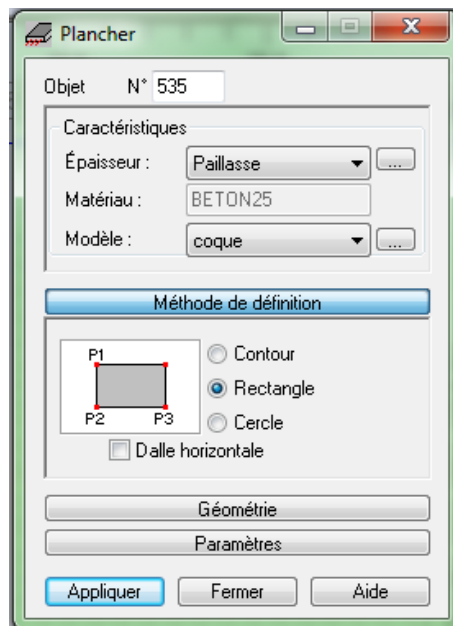 Plancher
Objet N° 535
Caractéristiques
Épaisseur : Paillasse ...
Matériau : BETON25
Modèle : coque ...
Méthode de définition
P1
Contour
Rectangle
P2 P3
Cercle
Dalle horizontale
Géométrie
Paramètres
Appliquer Fermer Aide